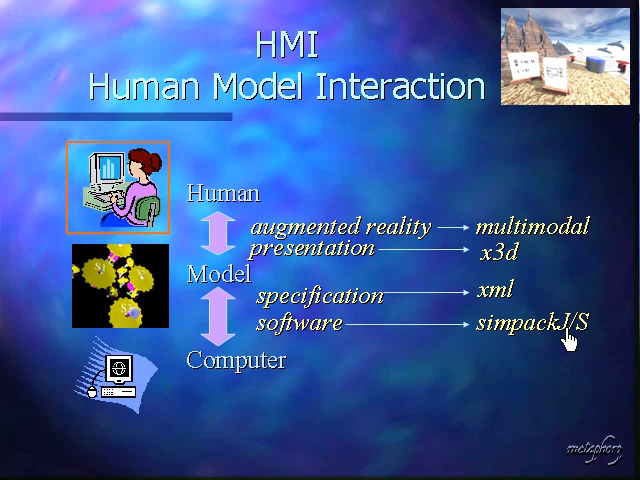 HMI
Human Model Interaction
Human
augmented reality
multimodal
presentation
x3d
Model
specification
xml
software
simpackJ/S
Computer
metaphorz